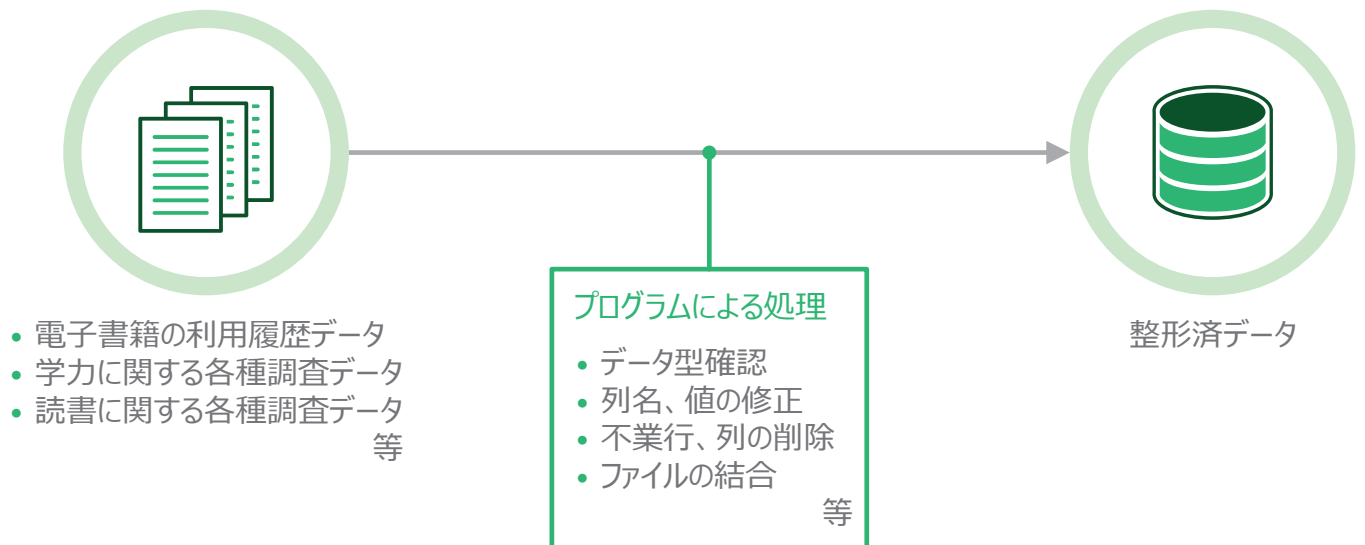 ・電子書籍の利用履歴データ
・学力に関する各種調査データ
・読書に関する各種調査データ
等
プログラムによる処理
・データ型確認
・列名、値の修正
・不業行、列の削除
・ファイルの結合
等
整形済データ